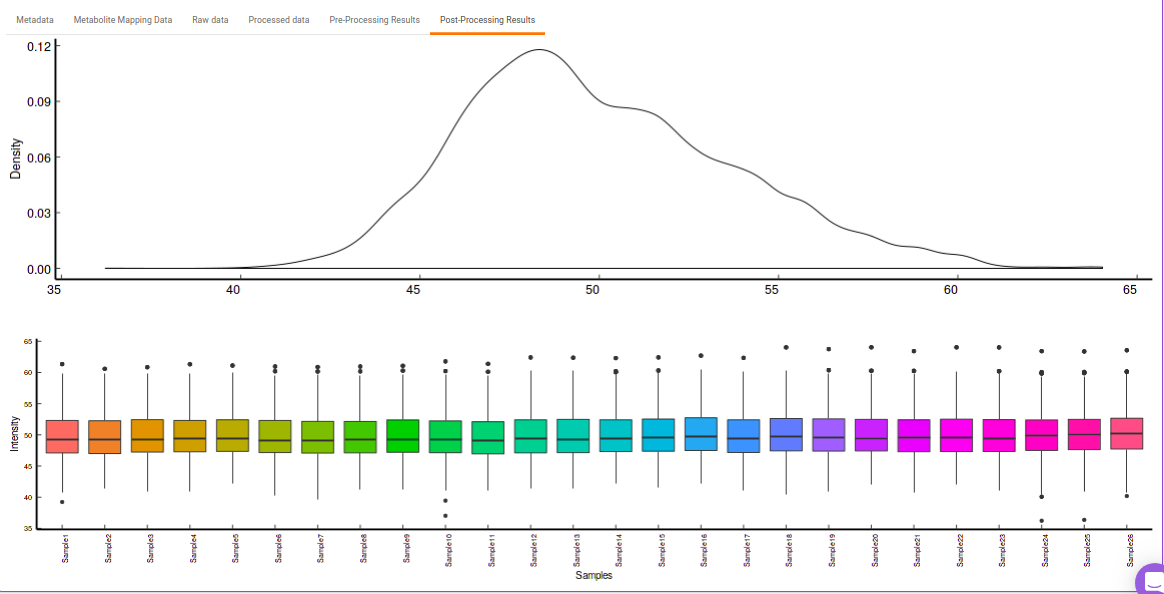 Metadata Metabolite Mapping Data Raw data Processed data Pre-Processing Results Post-Processing Results
0.12
0.09
0.06
0.03
0.00
Density
35 40 45 50 55 60 65
65
60
55
50
45
40
35
Intensity
Sample1 Sample2 Sample3 Sample4 Sample5 Sample6 Sample7 Sample8 Sample9 Sample10 Sample11 Sample12 Sample13 Sample14 Sample15 Sample16 Sample17 Sample18 Sample19 Sample20 Sample21 Sample22 Sample23 Sample24 Sample25 Sample26
Samples